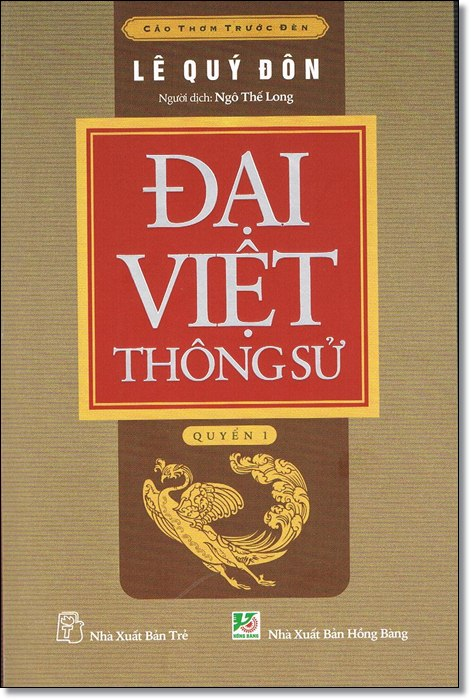 CẢO THƠM TRƯỚC ĐÈN
LÊ QUÝ ĐÔN
Người dịch: Ngô Thế Long
ĐẠI
VIỆT
THÔNG SỬ
QUYỂN 1
T
Nhà Xuất Bản Trẻ
HỒNG BÀNG
Nhà Xuất Bản Hồng Bàng